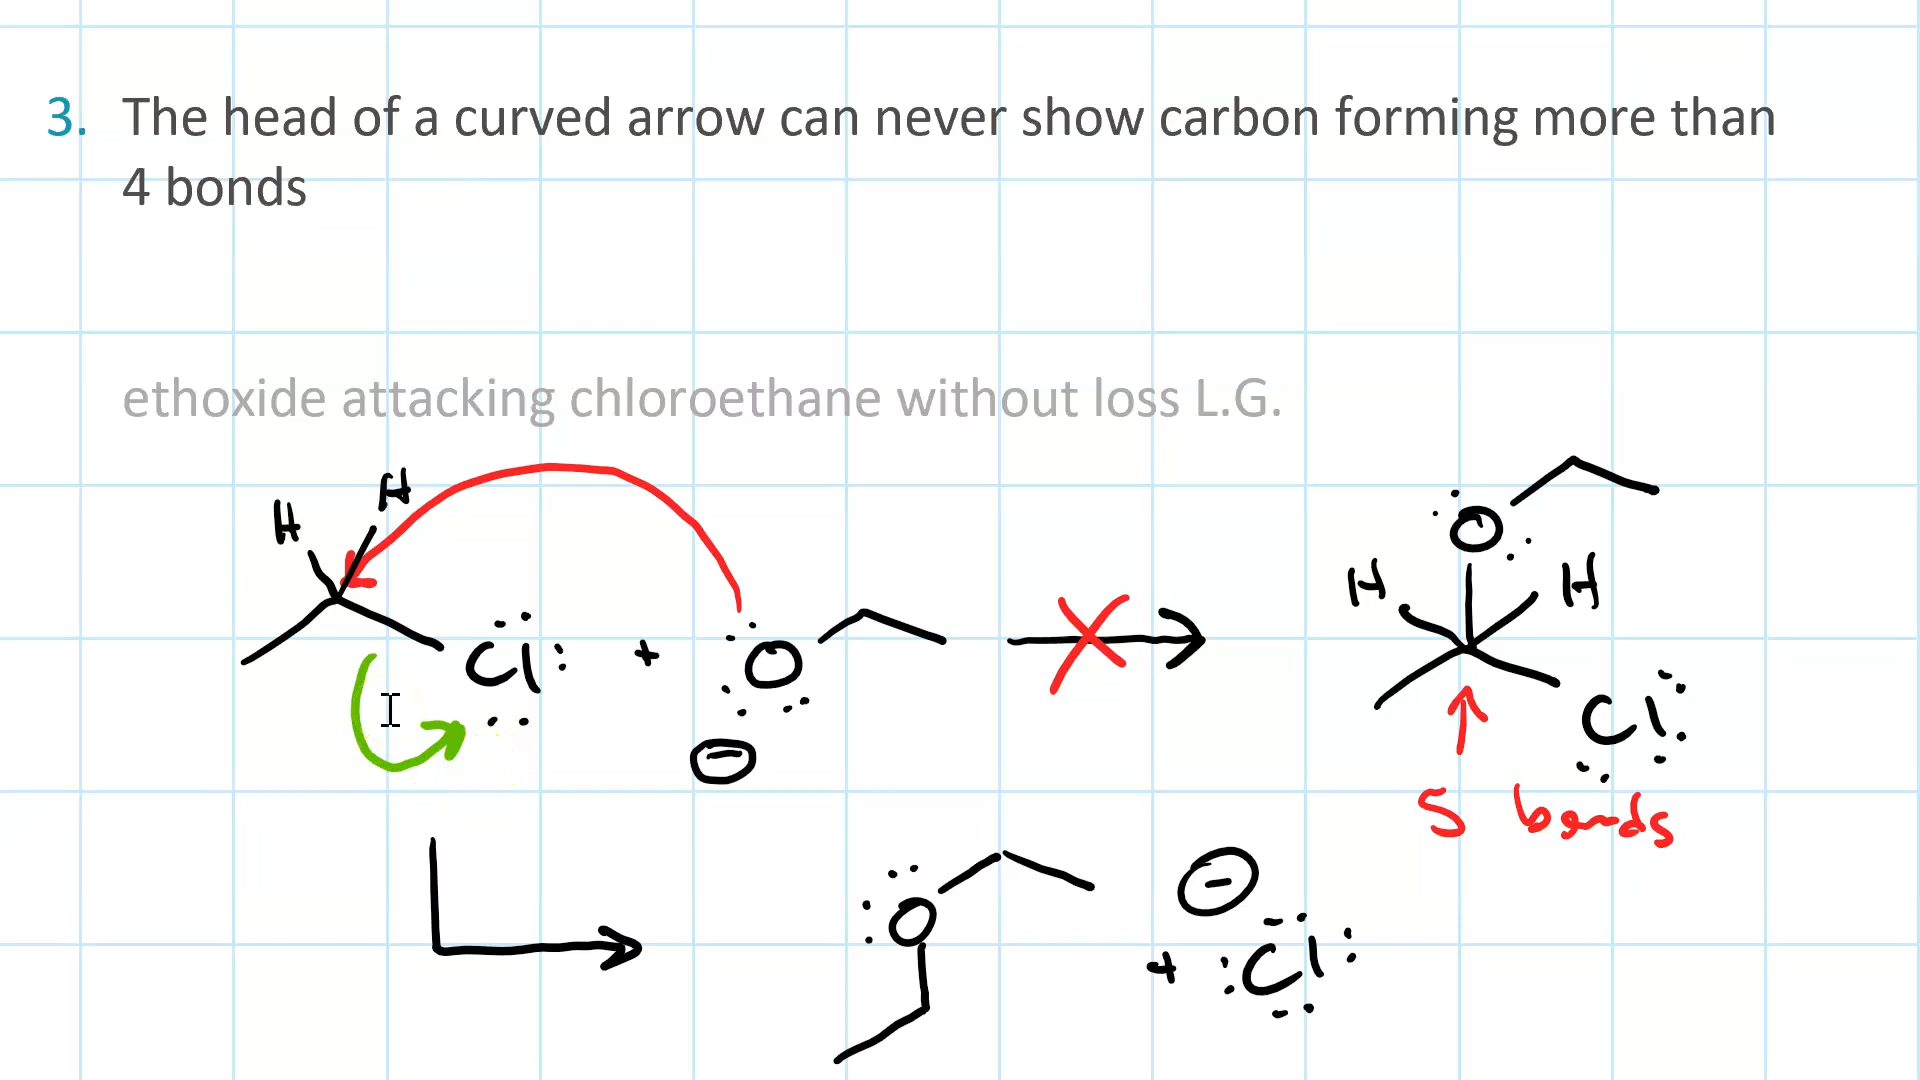 3. The head of a curved arrow can never show carbon forming more than
4 bonds
ethoxide attacking chloroethane without loss L.G.
H H
Cl + O
⊖
O
H H
Cl
5 bonds
O + Cl ⊖